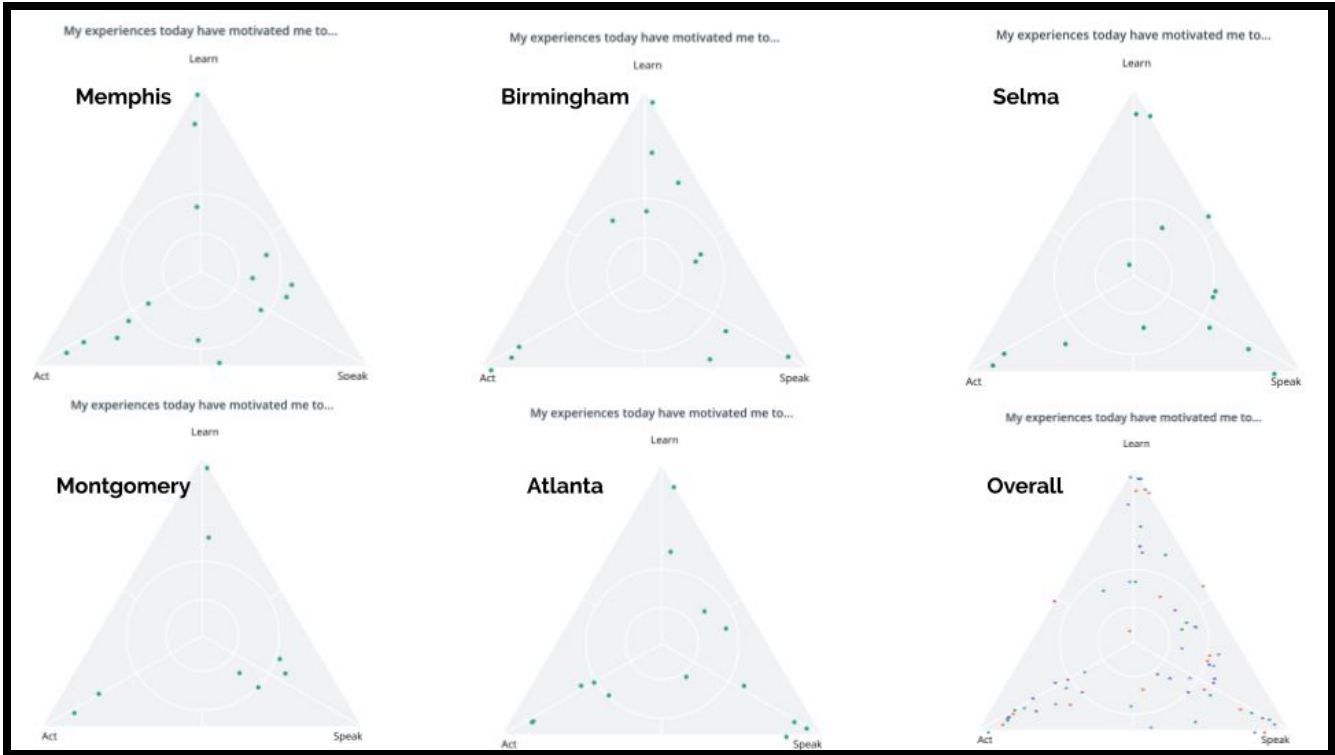 My experiences today have motivated me to...
Learn
Memphis
Act
Speak
My experiences today have motivated me to...
Learn
Birmingham
Act
Speak
My experiences today have motivated me to...
Learn
Selma
Act
Speak
My experiences today have motivated me to...
Learn
Montgomery
Act
Speak
My experiences today have motivated me to...
Learn
Atlanta
Act
Speak
My experiences today have motivated me to...
Learn
Overall
Act
Speak